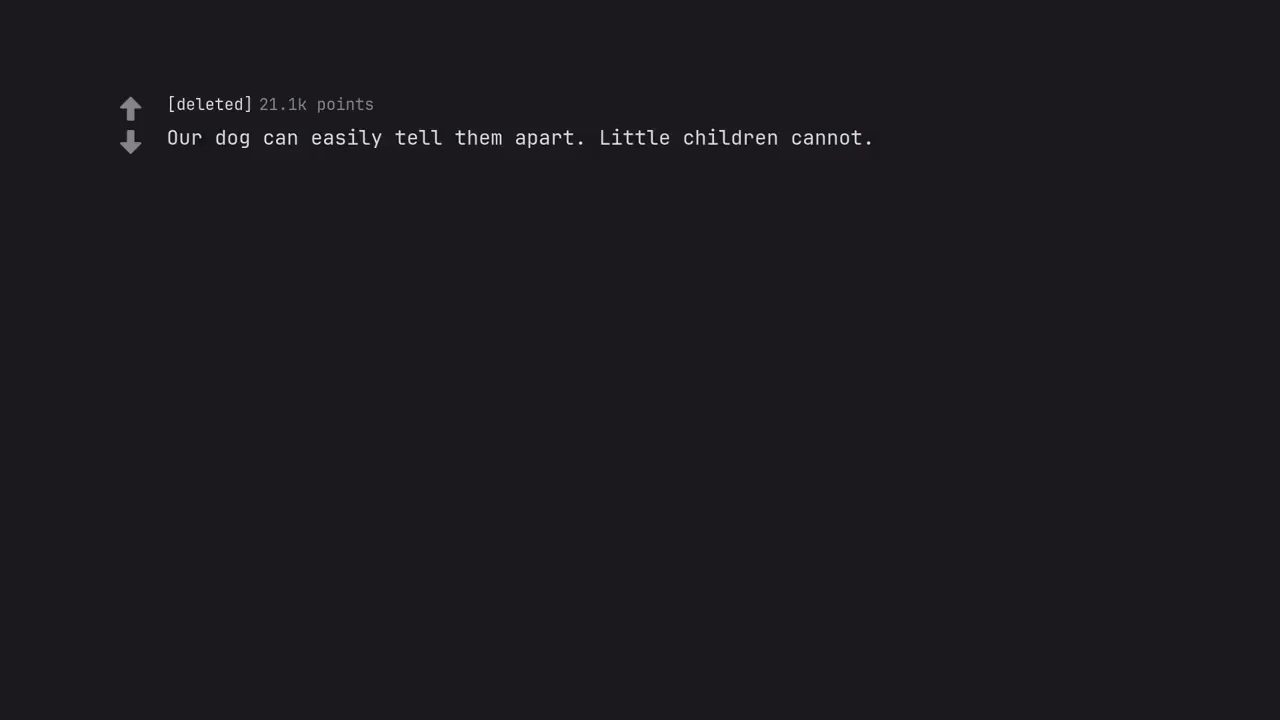 [deleted] 21.1k points
Our dog can easily tell them apart. Little children cannot.